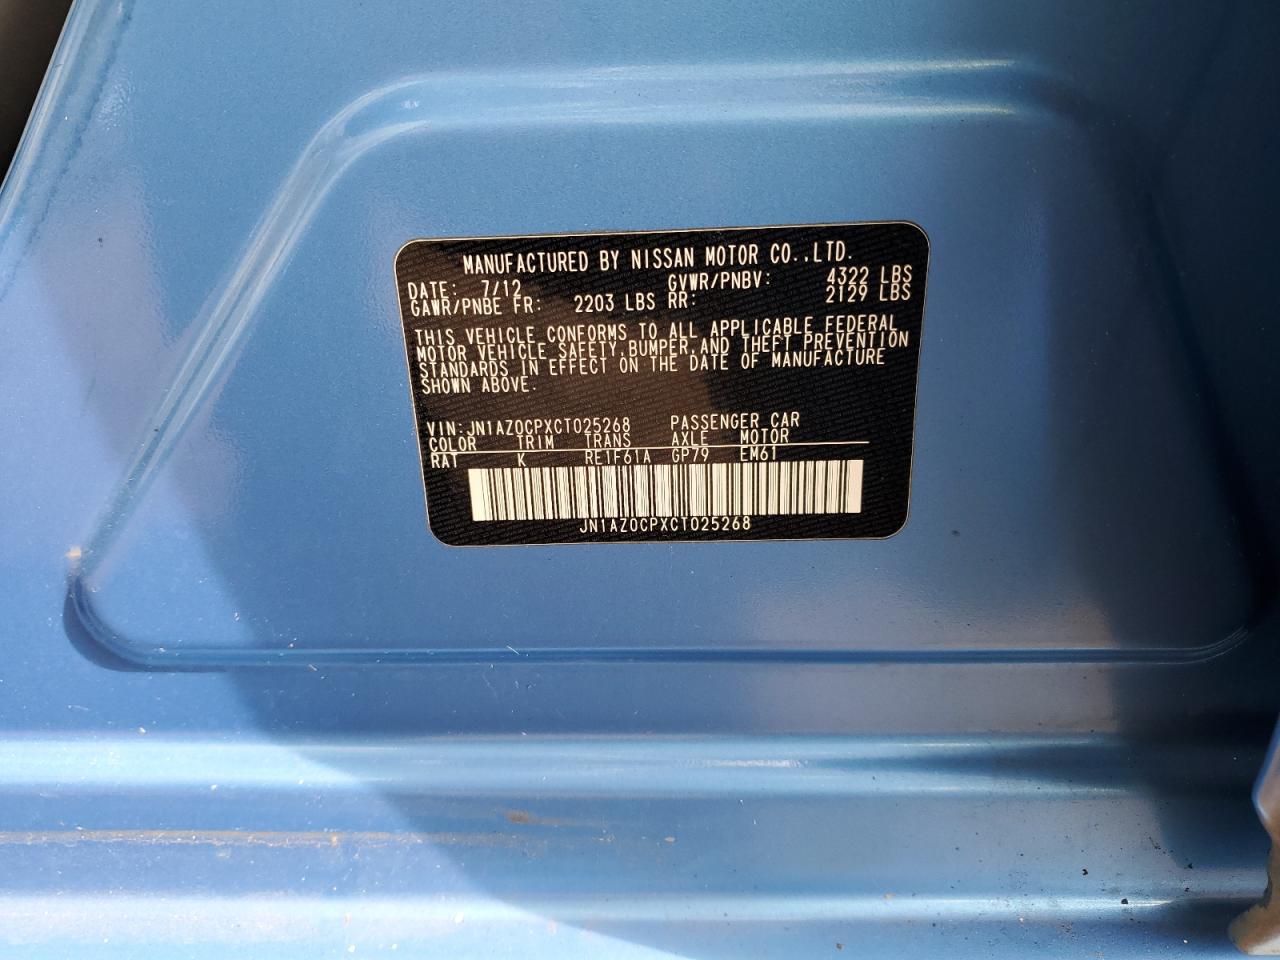 MANUFACTURED BY NISSAN MOTOR CO.,LTD.
DATE: 7/12 GVWR/PNBV: 4322 LBS
GAWR/PNBE FR: 2203 LBS RR: 2129 LBS
THIS VEHICLE CONFORMS TO ALL APPLICABLE FEDERAL
MOTOR VEHICLE SAFETY,BUMPER,AND THEFT PREVENTION
STANDARDS IN EFFECT ON THE DATE OF MANUFACTURE
SHOWN ABOVE.
VIN:JN1AZ0CPXCT025268 PASSENGER CAR
COLOR TRIM TRANS AXLE MOTOR
RAT K RE1F61A GP79 EM61
JN1AZ0CPXCT025268